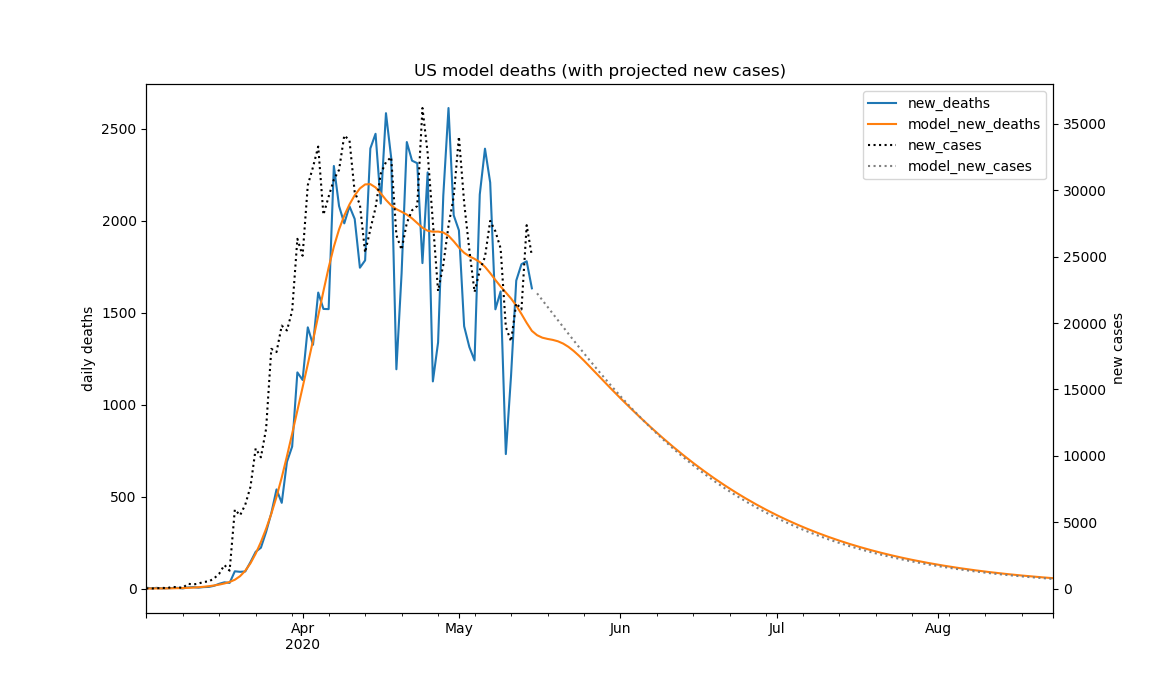 US model deaths (with projected new cases)
new_deaths
model_new_deaths
new_cases
model_new_cases
2500
2000
1500
1000
500
0
daily deaths
35000
30000
25000
20000
15000
10000
5000
0
new cases
Apr
2020
May
Jun
Jul
Aug